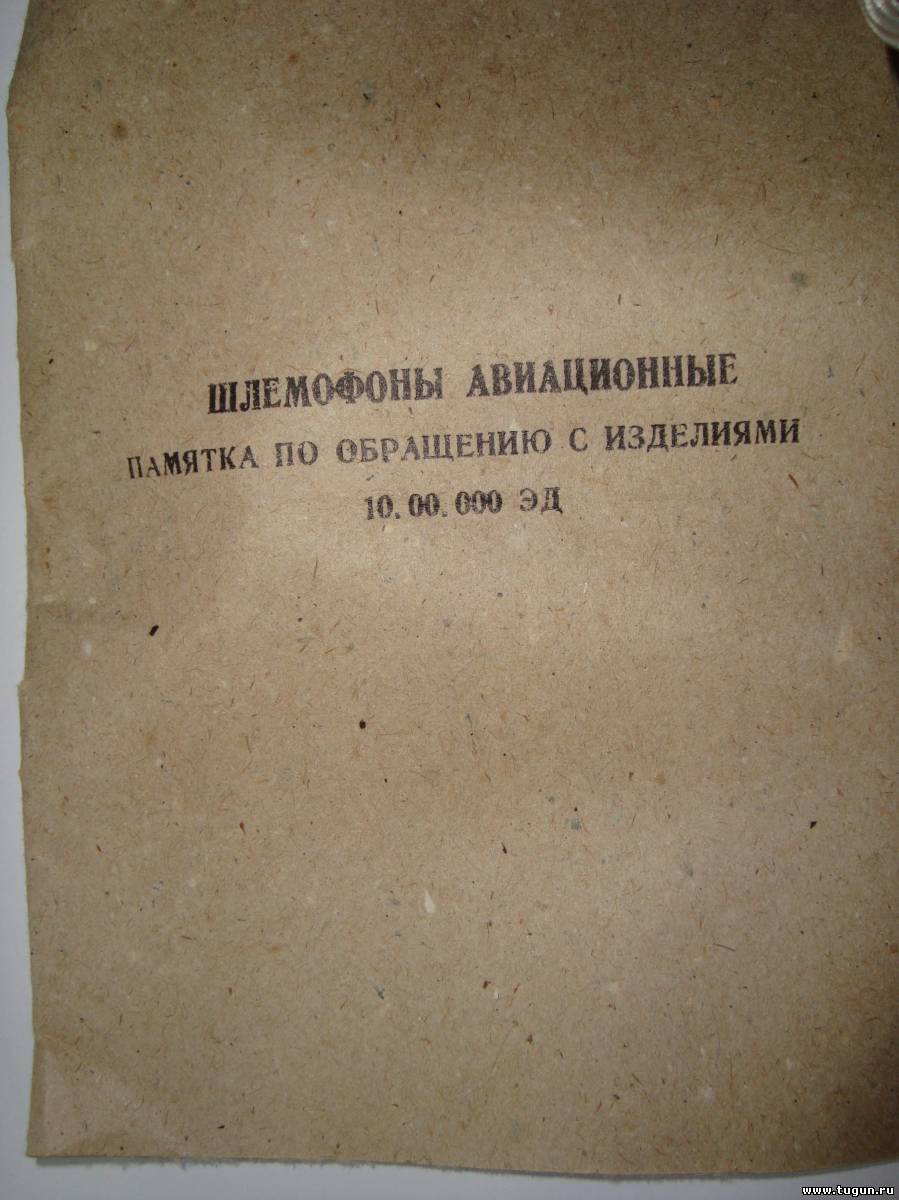 ШЛЕМОФОНЫ АВИАЦИОННЫЕ
ПАМЯТКА ПО ОБРАЩЕНИЮ С ИЗДЕЛИЯМИ
10.00.000 ЭД
www.tugun.ru